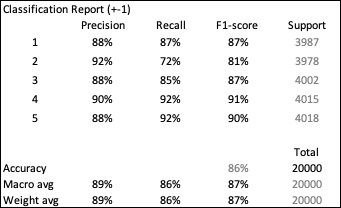 Classification Report (+-1)
Precision Recall F1-score Support
1 88% 87% 87% 3987
2 92% 72% 81% 3978
3 88% 85% 87% 4002
4 90% 92% 91% 4015
5 88% 92% 90% 4018
Total
Accuracy 86% 20000
Macro avg 89% 86% 87% 20000
Weight avg 89% 86% 87% 20000